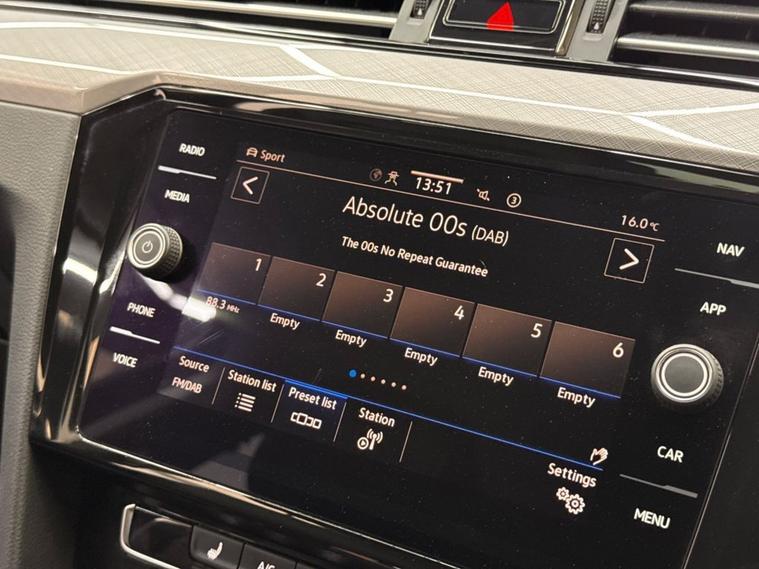 RADIO
MEDIA
PHONE
VOICE
Sport
13:51
3
16.0°C
Absolute 00s (DAB)
The 00s No Repeat Guarantee
1
2
3
4
5
6
88.3 MHz
Empty
Empty
Empty
Empty
Empty
Source
FM/DAB
Station list
Preset list
Station
Settings
NAV
APP
CAR
MENU
A/C